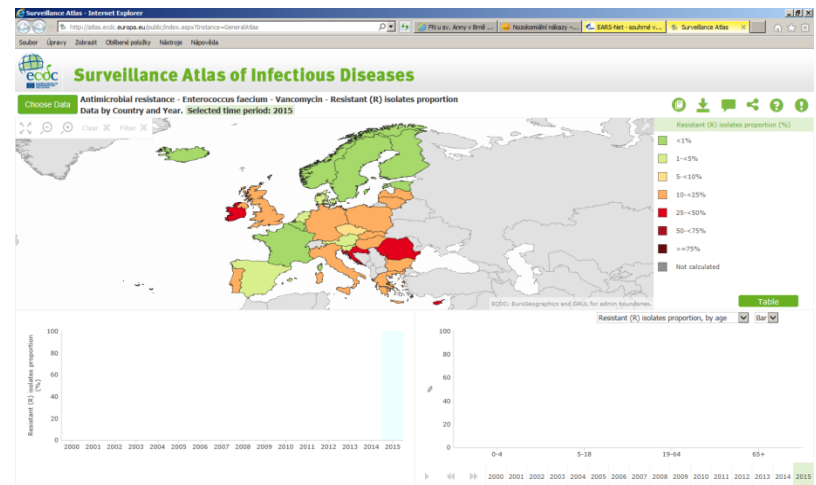 Surveillance Atlas - Internet Explorer
http://atlas.ecdc.europa.eu/public/index.aspx?Instance=GeneralAtlas
FN u sv. Anny v Brně ...
Nozokomiální nákazy –...
EARS-Net - souhrné v...
Surveillance Atlas
Soubor Úpravy Zobrazit Oblíbené položky Nástroje Nápověda
ecdc
Surveillance Atlas of Infectious Diseases
Choose Data
Antimicrobial resistance - Enterococcus faecium - Vancomycin - Resistant (R) isolates proportion
Data by Country and Year. Selected time period: 2015
Clear X Filter X
Resistant (R) isolates proportion (%)
<1%
1-<5%
5-<10%
10-<25%
25-<50%
50-<75%
>=75%
Not calculated
ECDC: EuroGeographics and GAUL for admin boundaries.
Table
Resistant (R) isolates proportion, by age
Bar
Resistant (R) isolates proportion
(%)
100
80
60
40
20
0
2000 2001 2002 2003 2004 2005 2006 2007 2008 2009 2010 2011 2012 2013 2014 2015
%
100
80
60
40
20
0
0-4 5-18 19-64 65+
2000 2001 2002 2003 2004 2005 2006 2007 2008 2009 2010 2011 2012 2013 2014 2015